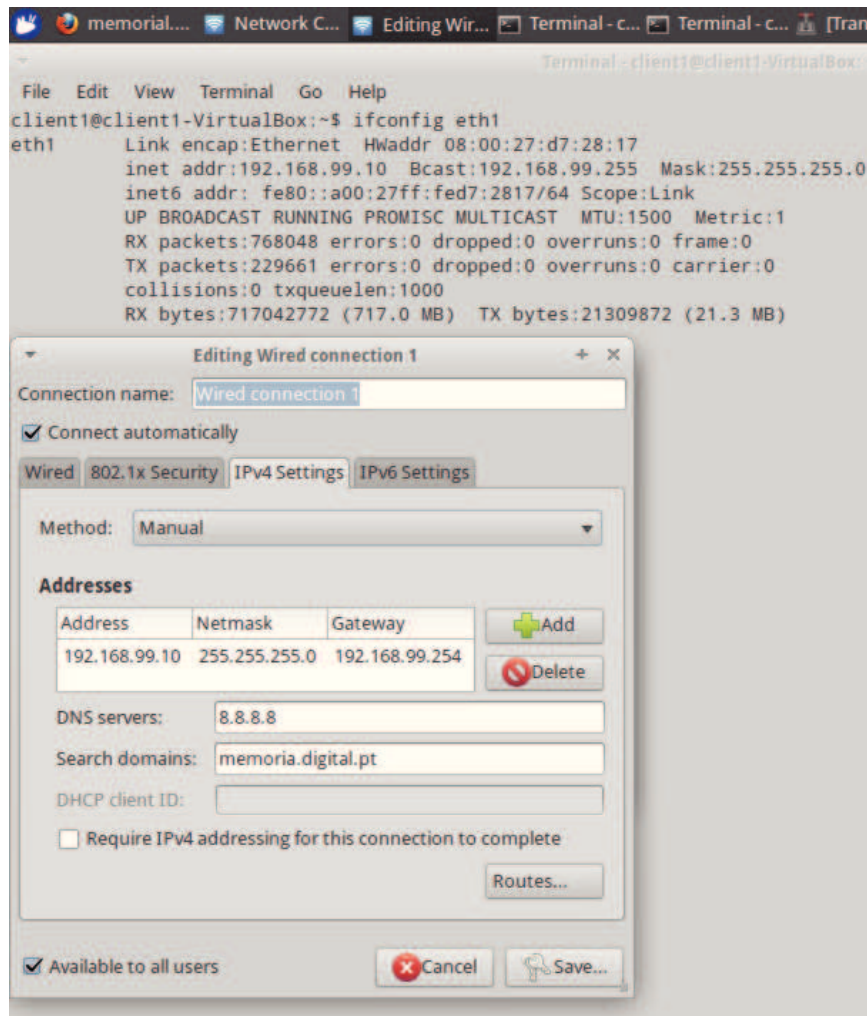 memorial.... Network C... Editing Wir... Terminal - c... Terminal - c... [Tran
Terminal - client1@client1-VirtualBox:
File Edit View Terminal Go Help
client1@client1-VirtualBox:~$ ifconfig eth1
eth1 Link encap:Ethernet HWaddr 08:00:27:d7:28:17
inet addr:192.168.99.10 Bcast:192.168.99.255 Mask:255.255.255.0
inet6 addr: fe80::a00:27ff:fed7:2817/64 Scope:Link
UP BROADCAST RUNNING PROMISC MULTICAST MTU:1500 Metric:1
RX packets:768048 errors:0 dropped:0 overruns:0 frame:0
TX packets:229661 errors:0 dropped:0 overruns:0 carrier:0
collisions:0 txqueuelen:1000
RX bytes:717042772 (717.0 MB) TX bytes:21309872 (21.3 MB)
Editing Wired connection 1
Connection name: Wired connection 1
Connect automatically
Wired 802.1x Security IPv4 Settings IPv6 Settings
Method: Manual
Addresses
Address Netmask Gateway
192.168.99.10 255.255.255.0 192.168.99.254
Add
Delete
DNS servers: 8.8.8.8
Search domains: memoria.digital.pt
DHCP client ID:
Require IPv4 addressing for this connection to complete
Routes...
Available to all users Cancel Save...